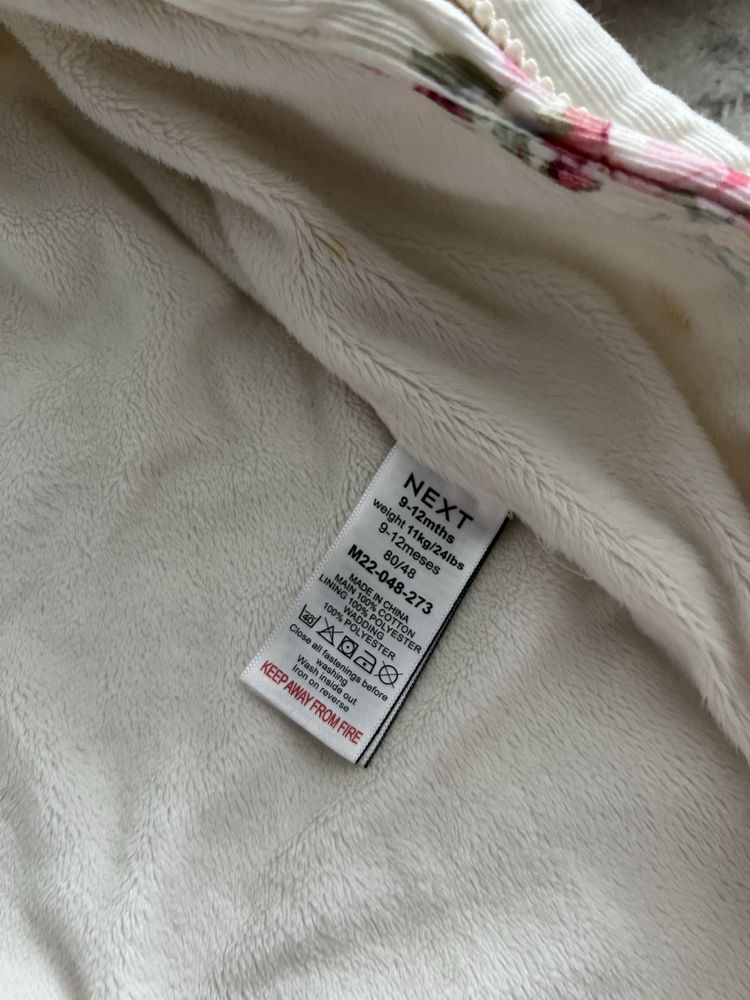 NEXT
9-12mths
weight 11kg/24lbs
9-12meses
80/48
M22-048-273
MADE IN CHINA
MAIN 100% COTTON
LINING 100% POLYESTER
WADDING
100% POLYESTER
40
Close all fastenings before
washing
Wash inside out
Iron on reverse
KEEP AWAY FROM FIRE